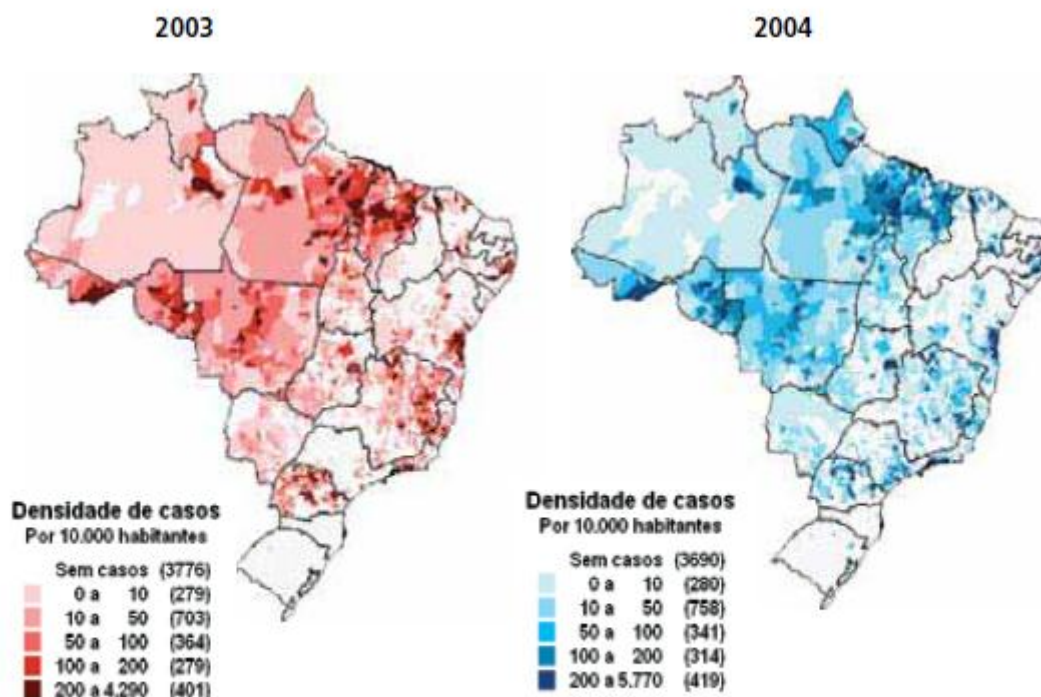 2003
2004
Densidade de casos
Por 10.000 habitantes
Sem casos (3776)
0 a 10 (279)
10 a 50 (703)
50 a 100 (364)
100 a 200 (279)
200 a 4.290 (401)
Densidade de casos
Por 10.000 habitantes
Sem casos (3690)
0 a 10 (280)
10 a 50 (758)
50 a 100 (341)
100 a 200 (314)
200 a 5.770 (419)